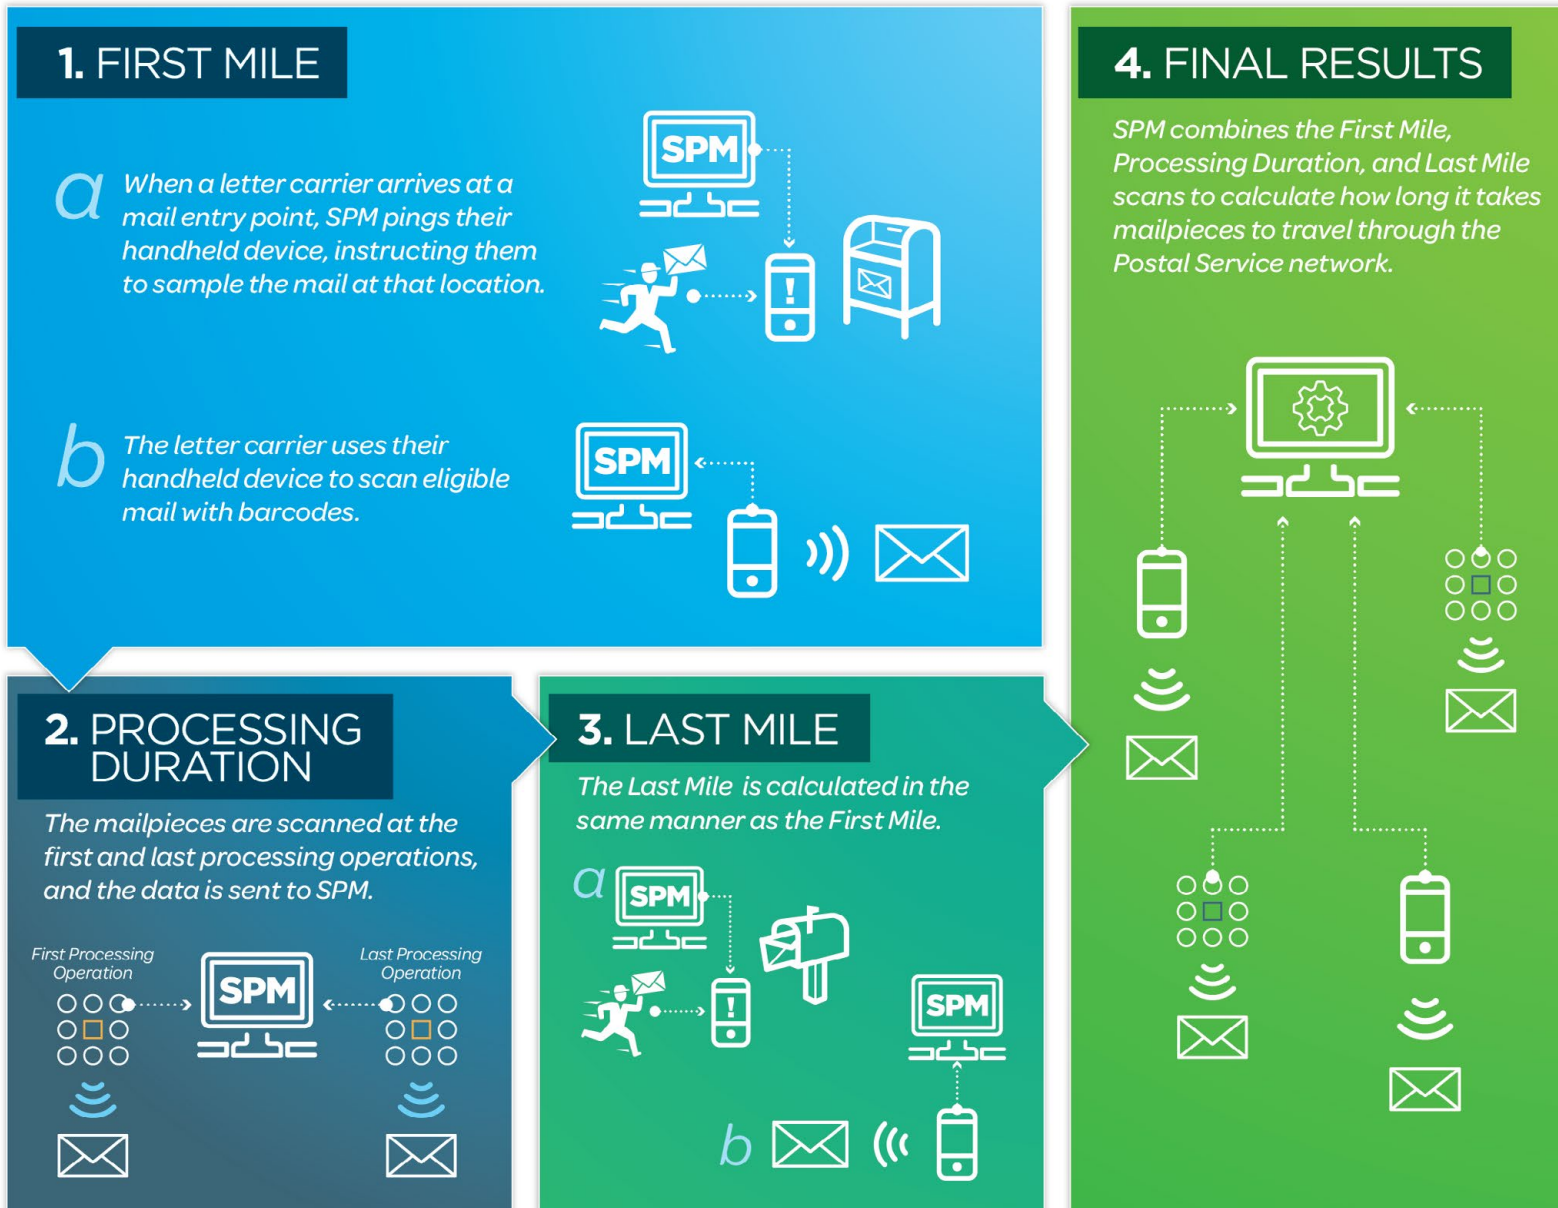 1. FIRST MILE
a
When a letter carrier arrives at a
mail entry point, SPM pings their
handheld device, instructing them
to sample the mail at that location.
SPM
!
b
The letter carrier uses their
handheld device to scan eligible
mail with barcodes.
SPM
2. PROCESSING
DURATION
The mailpieces are scanned at the
first and last processing operations,
and the data is sent to SPM.
First Processing
Operation
SPM
Last Processing
Operation
3. LAST MILE
The Last Mile is calculated in the
same manner as the First Mile.
a
SPM
!
SPM
b
4. FINAL RESULTS
SPM combines the First Mile,
Processing Duration, and Last Mile
scans to calculate how long it takes
mailpieces to travel through the
Postal Service network.